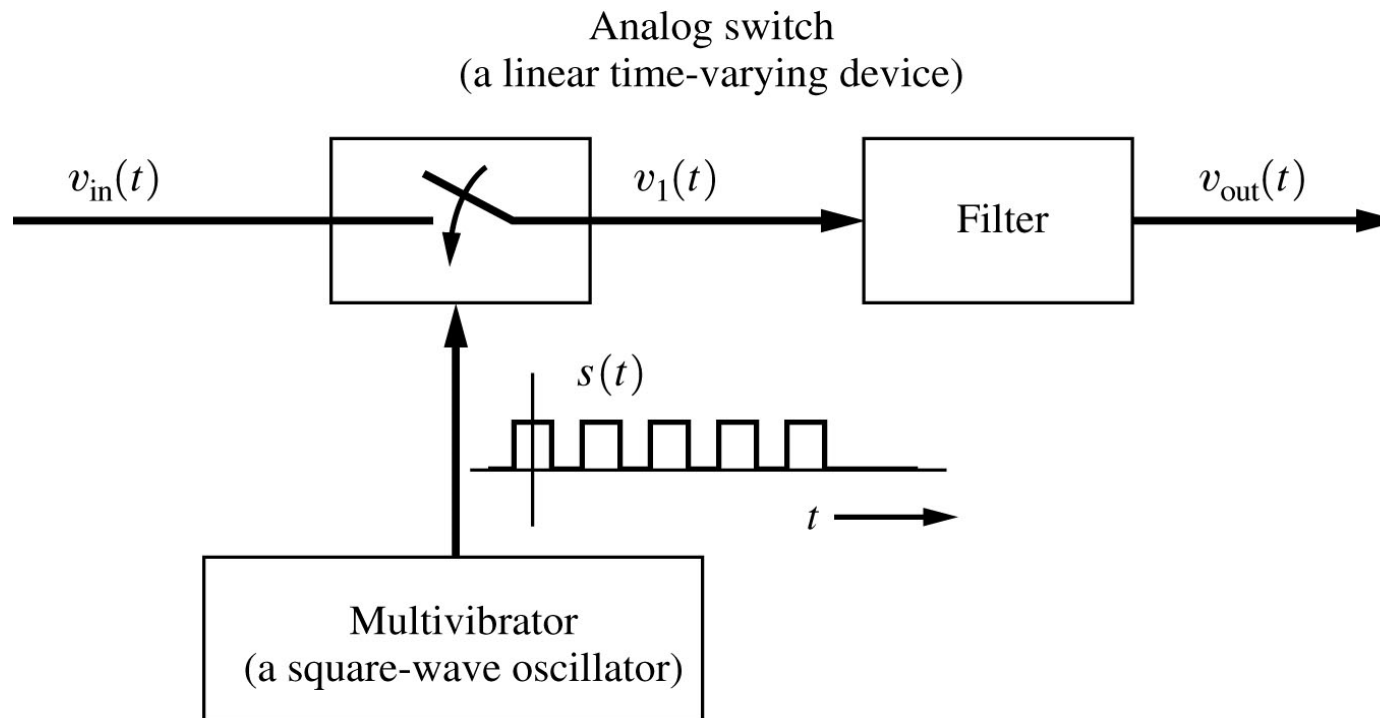 Analog switch
(a linear time-varying device)
v_in(t)
v_1(t)
Filter
v_out(t)
s(t)
t
Multivibrator
(a square-wave oscillator)